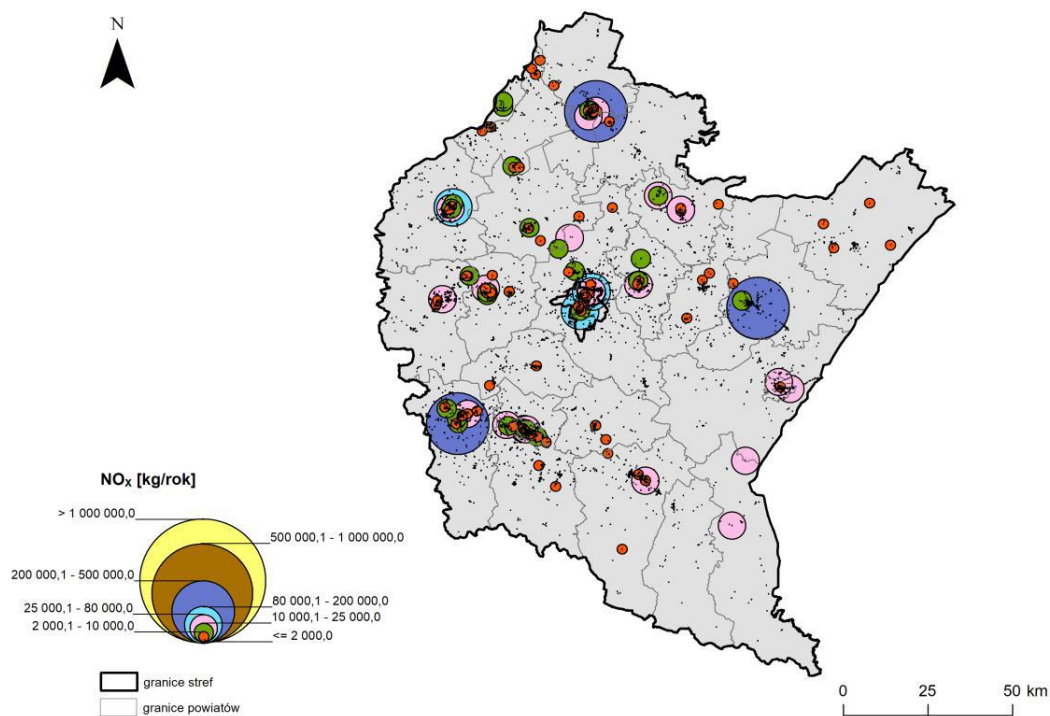 N
NOx [kg/rok]
> 1 000 000,0
500 000,1 - 1 000 000,0
200 000,1 - 500 000,0
80 000,1 - 200 000,0
25 000,1 - 80 000,0
10 000,1 - 25 000,0
2 000,1 - 10 000,0
<= 2 000,0
granice stref
granice powiatów
0 25 50 km